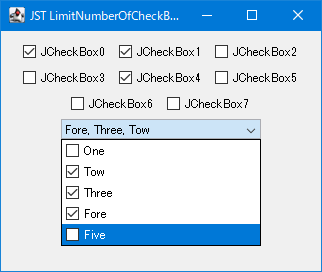 JST LimitNumberOfCheckB...
JCheckBox0 JCheckBox1 JCheckBox2
JCheckBox3 JCheckBox4 JCheckBox5
JCheckBox6 JCheckBox7
Fore, Three, Tow
One
Tow
Three
Fore
Five